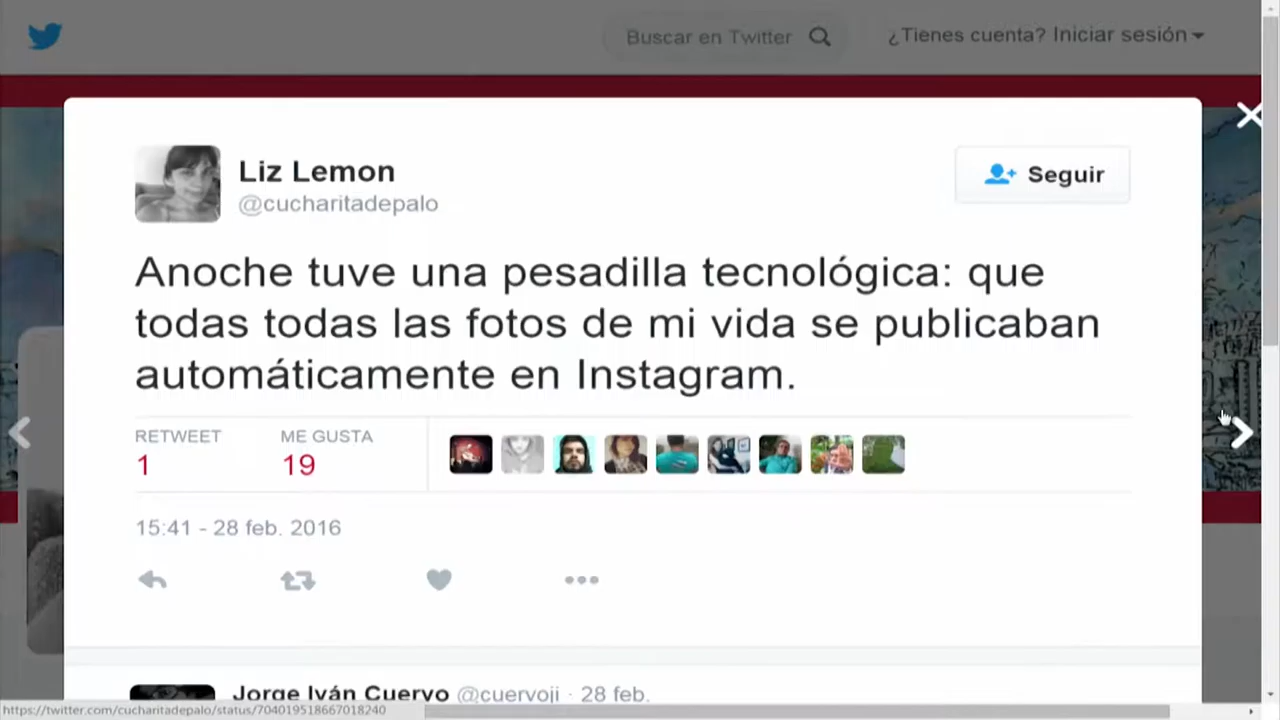 Buscar en Twitter
¿Tienes cuenta? Iniciar sesión
Liz Lemon
@cucharitadepalo
Seguir
Anoche tuve una pesadilla tecnológica: que
todas todas las fotos de mi vida se publicaban
automáticamente en Instagram.
RETWEET ME GUSTA
1 19
15:41 - 28 feb. 2016
Jorge Iván Cuervo @cuervoji · 28 feb.
https://twitter.com/cucharitadepalo/status/704019518667018240